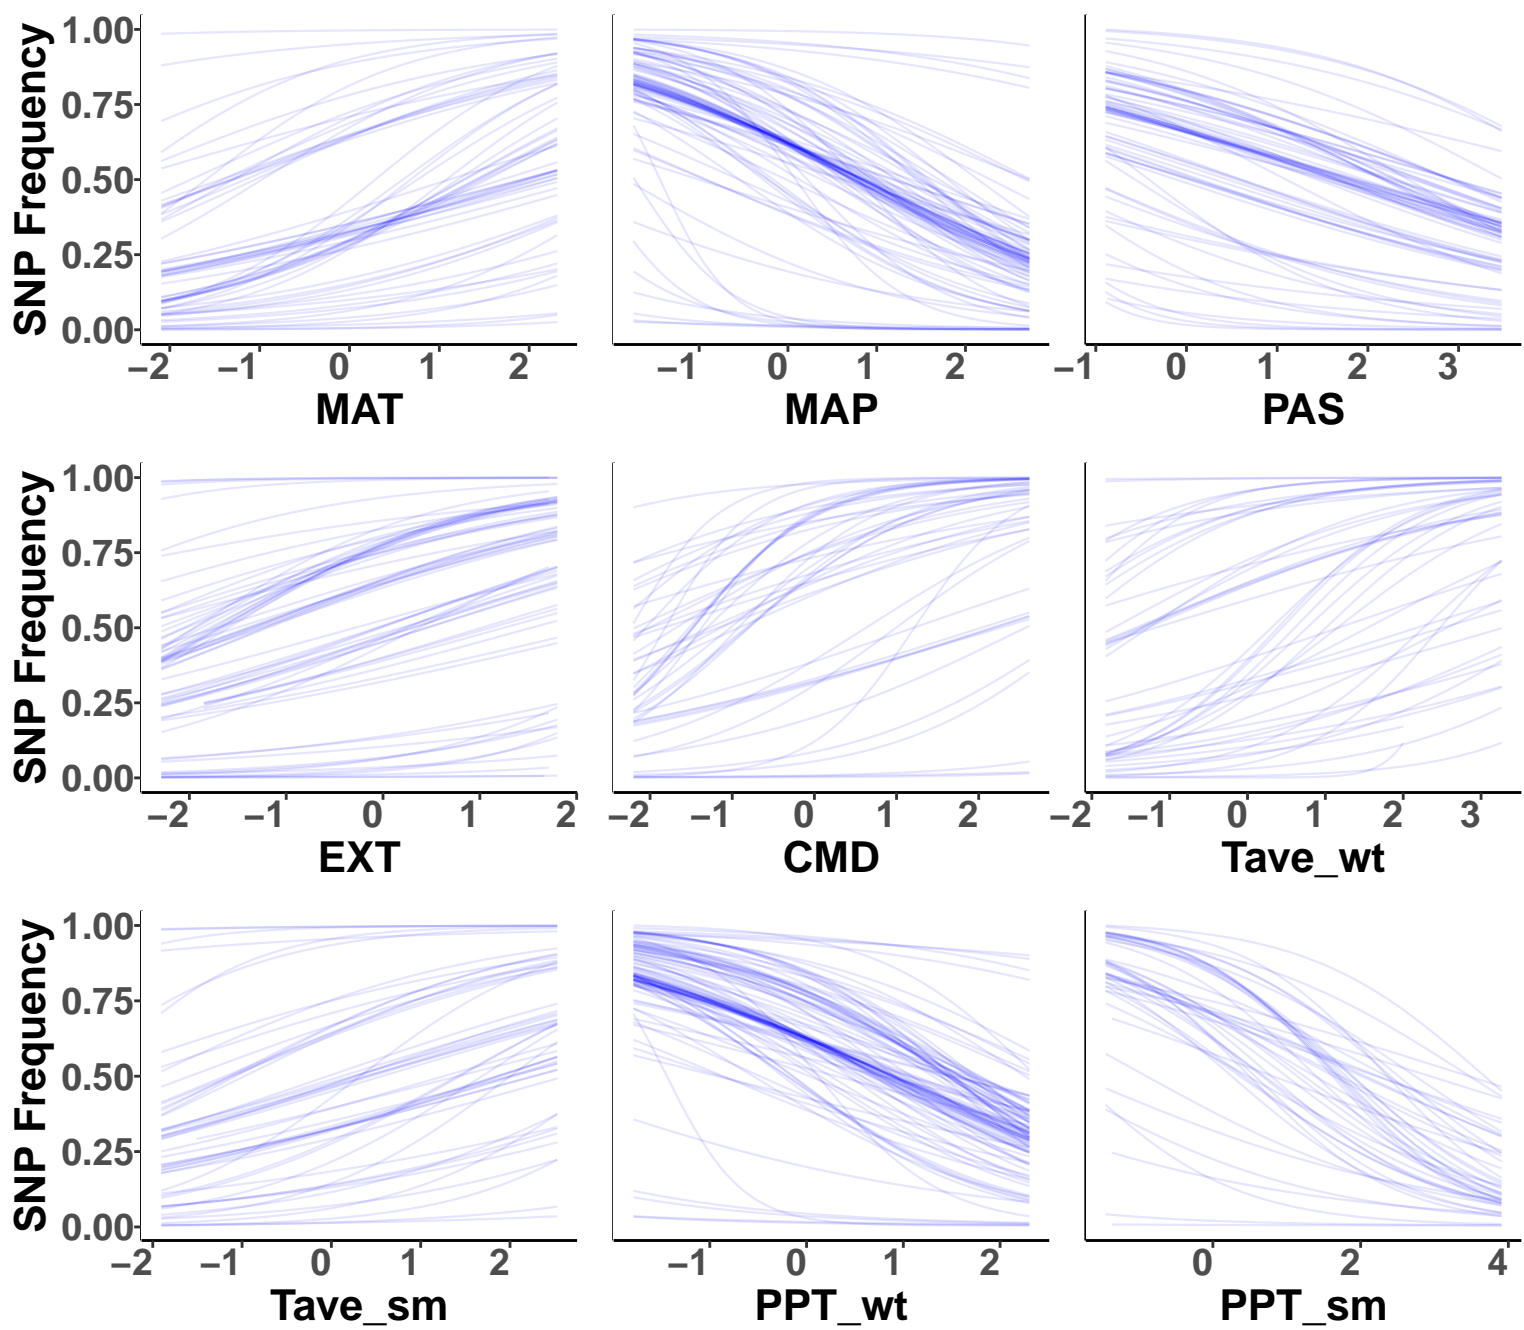 SNP Frequency
1.00
0.75
0.50
0.25
0.00
−2 −1 0 1 2
MAT
−1 0 1 2
MAP
−1 0 1 2 3
PAS
SNP Frequency
1.00
0.75
0.50
0.25
0.00
−2 −1 0 1 2
EXT
−2 −1 0 1 2
CMD
−2 −1 0 1 2 3
Tave_wt
SNP Frequency
1.00
0.75
0.50
0.25
0.00
−2 −1 0 1 2
Tave_sm
−1 0 1 2
PPT_wt
0 2 4
PPT_sm